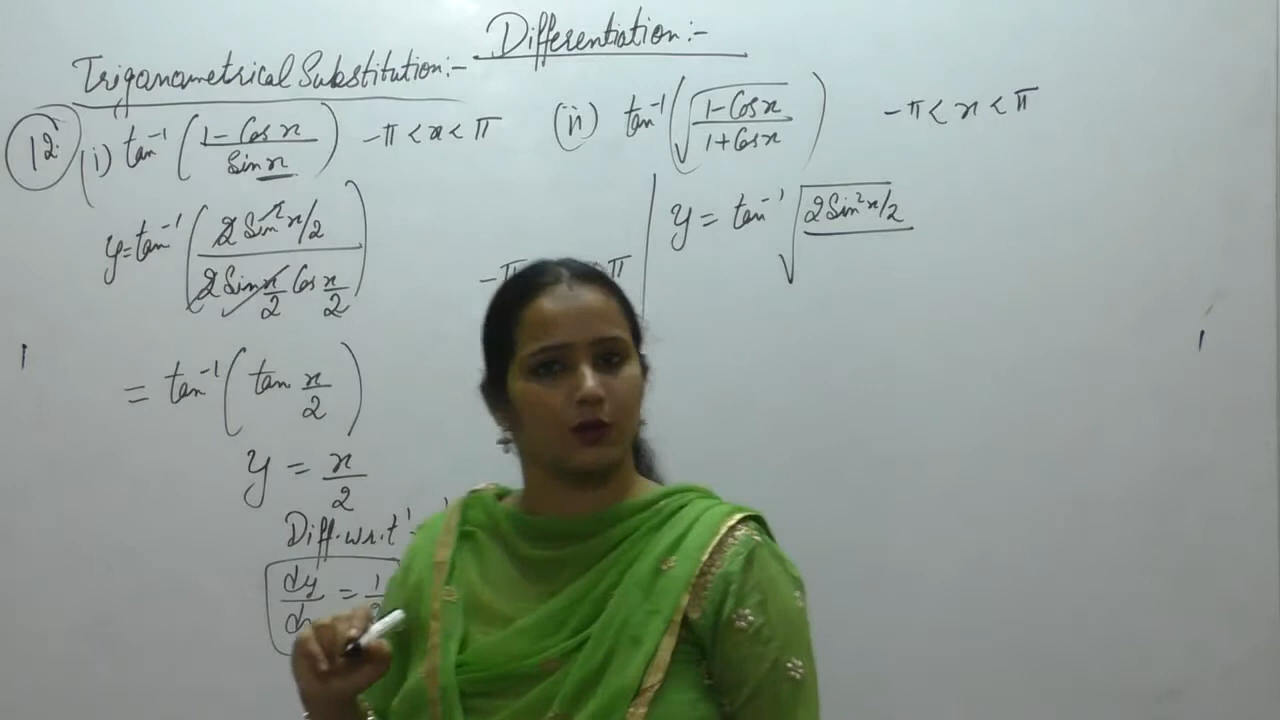 Differentiation:-
Trigonometrical Substitution:-
12. (i) tan⁻¹ ( (1 - Cos x) / Sin x ) -π < x < π
(ii) tan⁻¹ ( √( (1 - Cos x) / (1 + Cos x) ) ) -π < x < π
y = tan⁻¹ ( 2 Sin² x/2 / 2 Sin x/2 Cos x/2 )
-π π
= tan⁻¹ ( tan x/2 )
y = x/2
Diff. w.r.t '
dy/dx = 1/2
y = tan⁻¹ √ 2 Sin² x/2